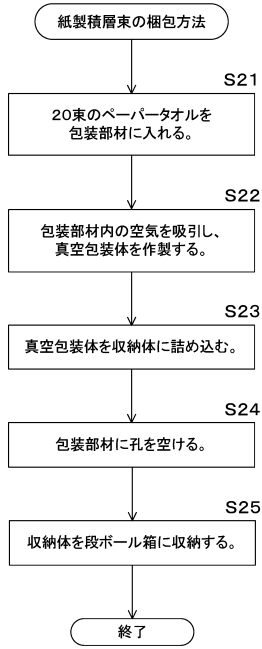 紙製積層束の梱包方法
S21
20束のペーパータオルを
包装部材に入れる。
S22
包装部材内の空気を吸引し、
真空包装体を作製する。
S23
真空包装体を収納体に詰め込む。
S24
包装部材に孔を空ける。
S25
収納体を段ボール箱に収納する。
終了